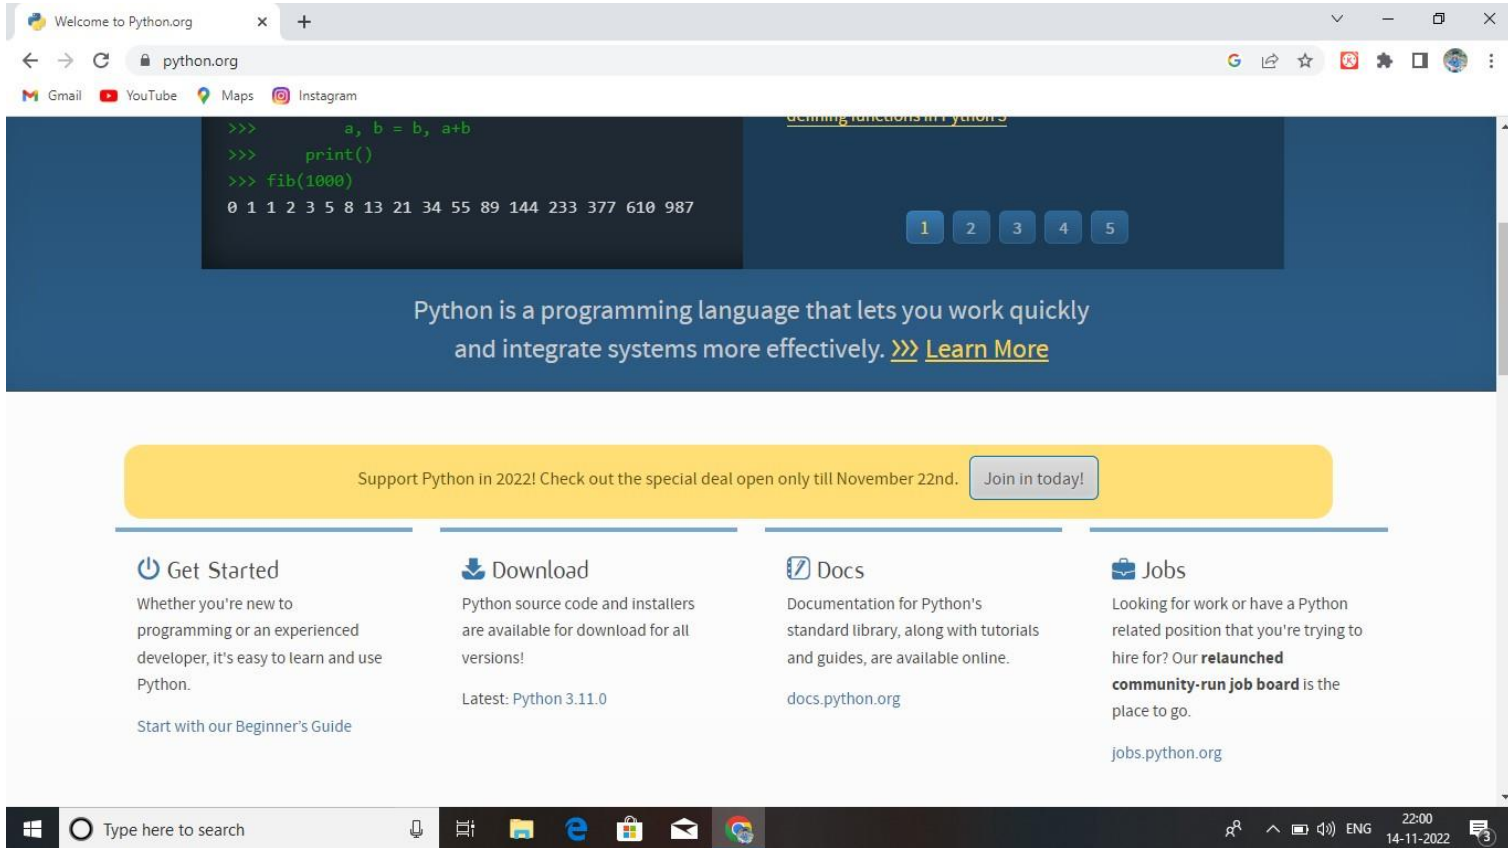 Welcome to Python.org
python.org
Gmail YouTube Maps Instagram
>>> a, b = b, a+b
>>> print()
>>> fib(1000)
0 1 1 2 3 5 8 13 21 34 55 89 144 233 377 610 987
defining functions in Python 3
1 2 3 4 5
Python is a programming language that lets you work quickly
and integrate systems more effectively. >>> Learn More
Support Python in 2022! Check out the special deal open only till November 22nd. Join in today!
Get Started
Whether you're new to
programming or an experienced
developer, it's easy to learn and use
Python.
Start with our Beginner's Guide
Download
Python source code and installers
are available for download for all
versions!
Latest: Python 3.11.0
Docs
Documentation for Python's
standard library, along with tutorials
and guides, are available online.
docs.python.org
Jobs
Looking for work or have a Python
related position that you're trying to
hire for? Our relaunched
community-run job board is the
place to go.
jobs.python.org
Type here to search
ENG
22:00
14-11-2022
3